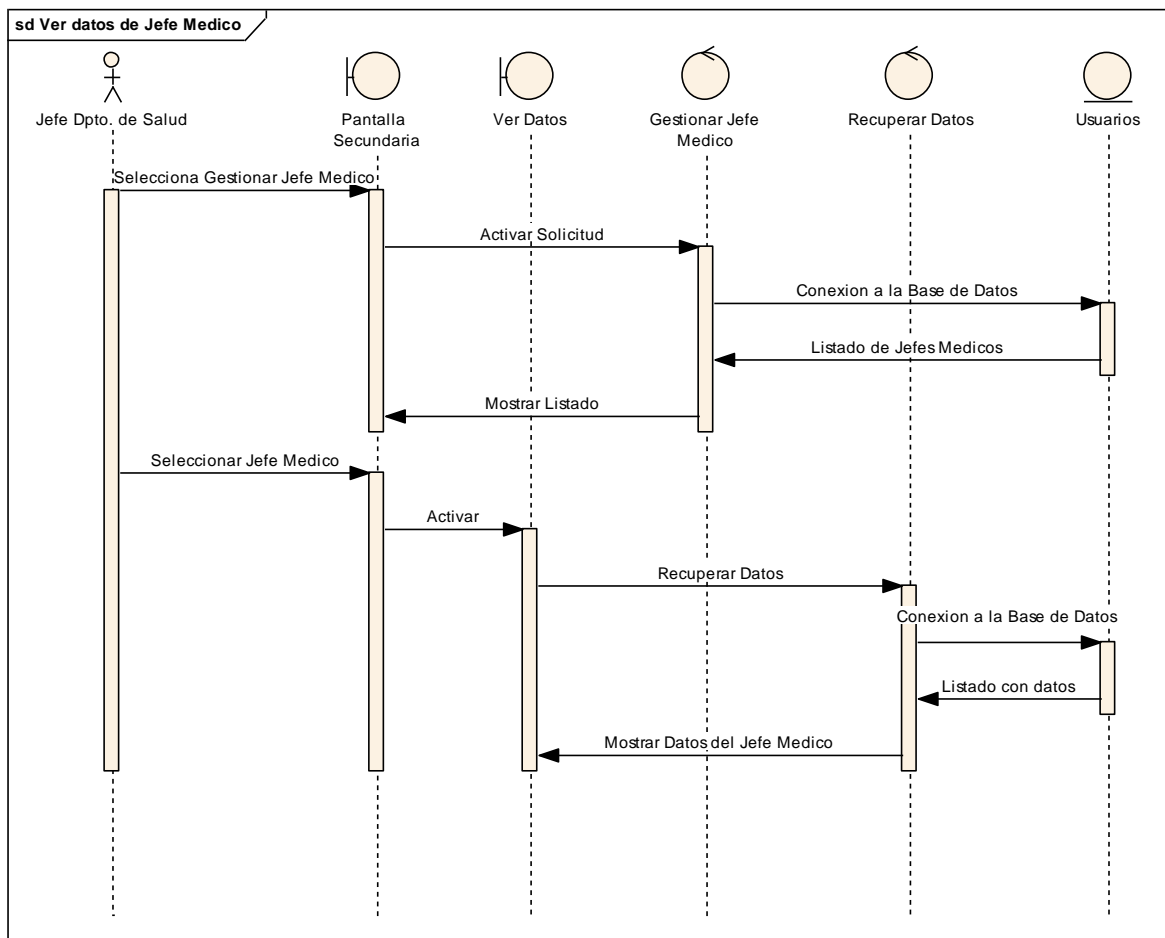 sd Ver datos de Jefe Medico
Jefe Dpto. de Salud
Pantalla
Secundaria
Ver Datos
Gestionar Jefe
Medico
Recuperar Datos
Usuarios
Selecciona Gestionar Jefe Medico
Activar Solicitud
Conexion a la Base de Datos
Listado de Jefes Medicos
Mostrar Listado
Seleccionar Jefe Medico
Activar
Recuperar Datos
Conexion a la Base de Datos
Listado con datos
Mostrar Datos del Jefe Medico